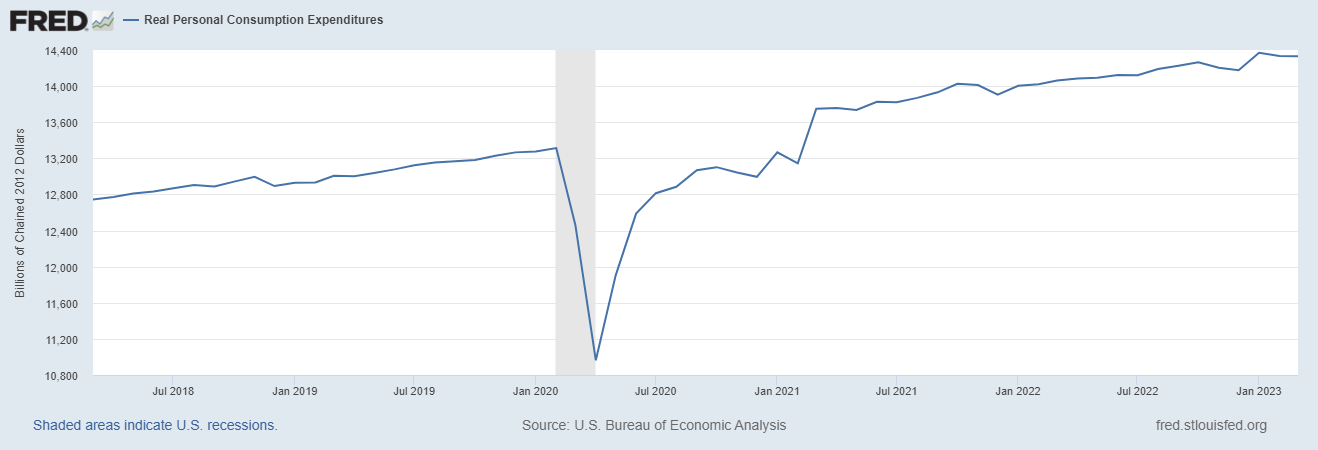 FRED
Real Personal Consumption Expenditures
Billions of Chained 2012 Dollars
14,400
14,000
13,600
13,200
12,800
12,400
12,000
11,600
11,200
10,800
Jul 2018 Jan 2019 Jul 2019 Jan 2020 Jul 2020 Jan 2021 Jul 2021 Jan 2022 Jul 2022 Jan 2023
Shaded areas indicate U.S. recessions. Source: U.S. Bureau of Economic Analysis fred.stlouisfed.org